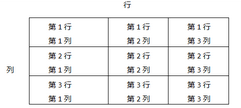 行
第1行 第1行 第1行
第1列 第2列 第3列
第2行 第2行 第2行
列 第1列 第2列 第3列
第3行 第3行 第3行
第1列 第2列 第3列